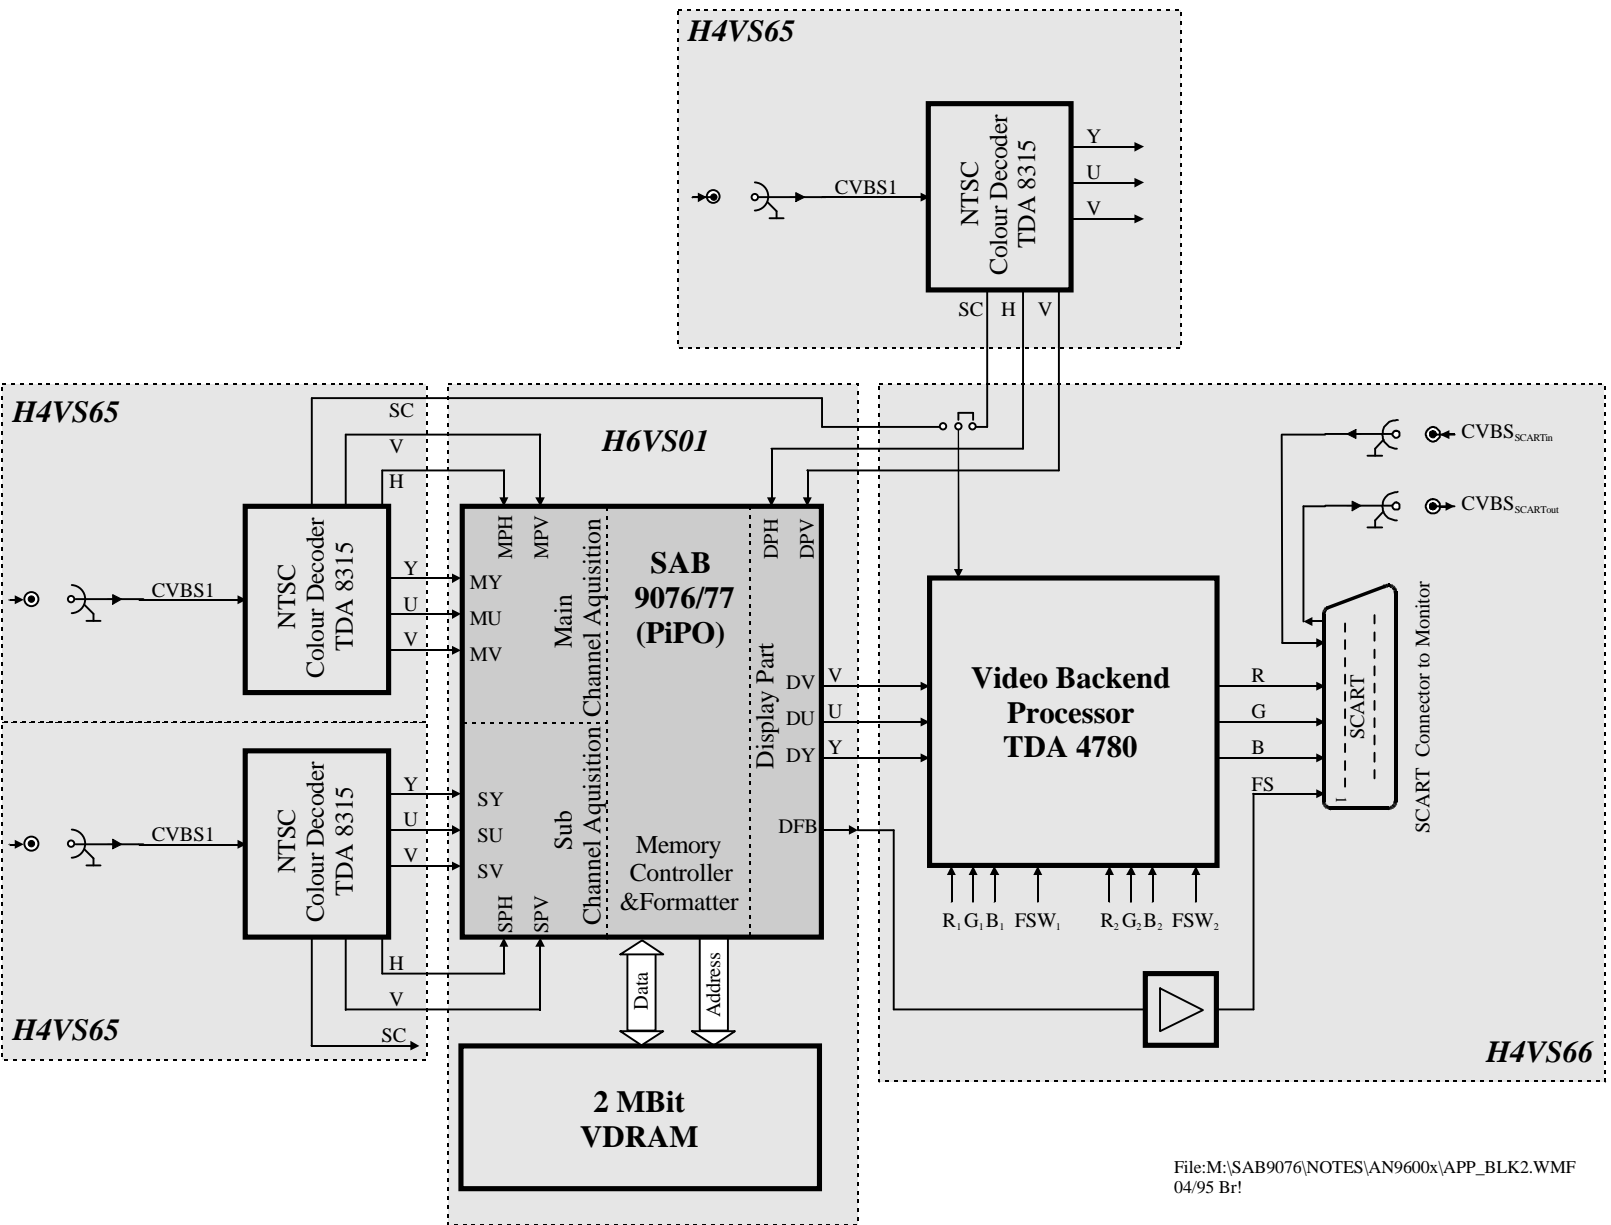 H4VS65
NTSC
Colour Decoder
TDA 8315
CVBS1
Y
U
V
SC
H
V
H4VS65
SC
V
H
NTSC
Colour Decoder
TDA 8315
CVBS1
Y
U
V
H4VS65
NTSC
Colour Decoder
TDA 8315
CVBS1
Y
U
V
H
V
SC
H6VS01
MPH
MPV
DPH
DPV
MY
MU
MV
Main
Channel Aquisition
SAB
9076/77
(PiPO)
Display Part
DV
V
DU
U
DY
Y
DFB
SY
SU
SV
Sub
Channel Aquisition
SPH
SPV
Memory
Controller
&Formatter
Data
Address
2 MBit
VDRAM
Video Backend
Processor
TDA 4780
R1 G1 B1 FSW1
R2 G2 B2 FSW2
R
G
B
FS
CVBSSCARTin
CVBSSCARTout
SCART
1
SCART Connector to Monitor
H4VS66
File:M:\SAB9076\NOTES\AN9600x\APP_BLK2.WMF
04/95 Br!